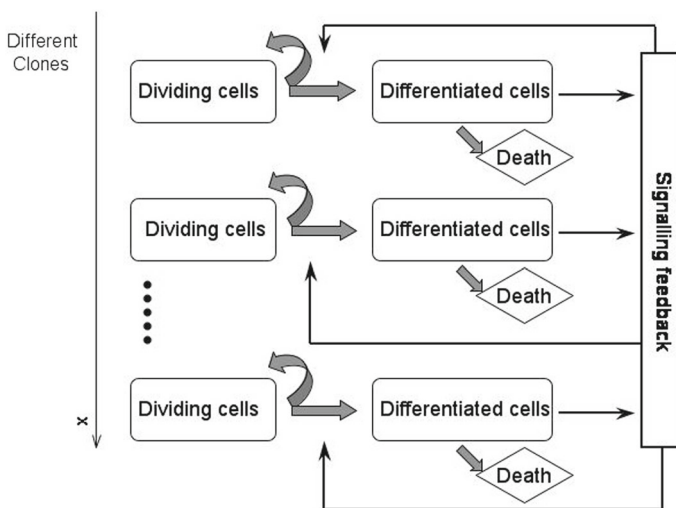 Different
Clones
Dividing cells
Differentiated cells
Death
Dividing cells
Differentiated cells
Death
Dividing cells
Differentiated cells
Death
x
Signalling feedback